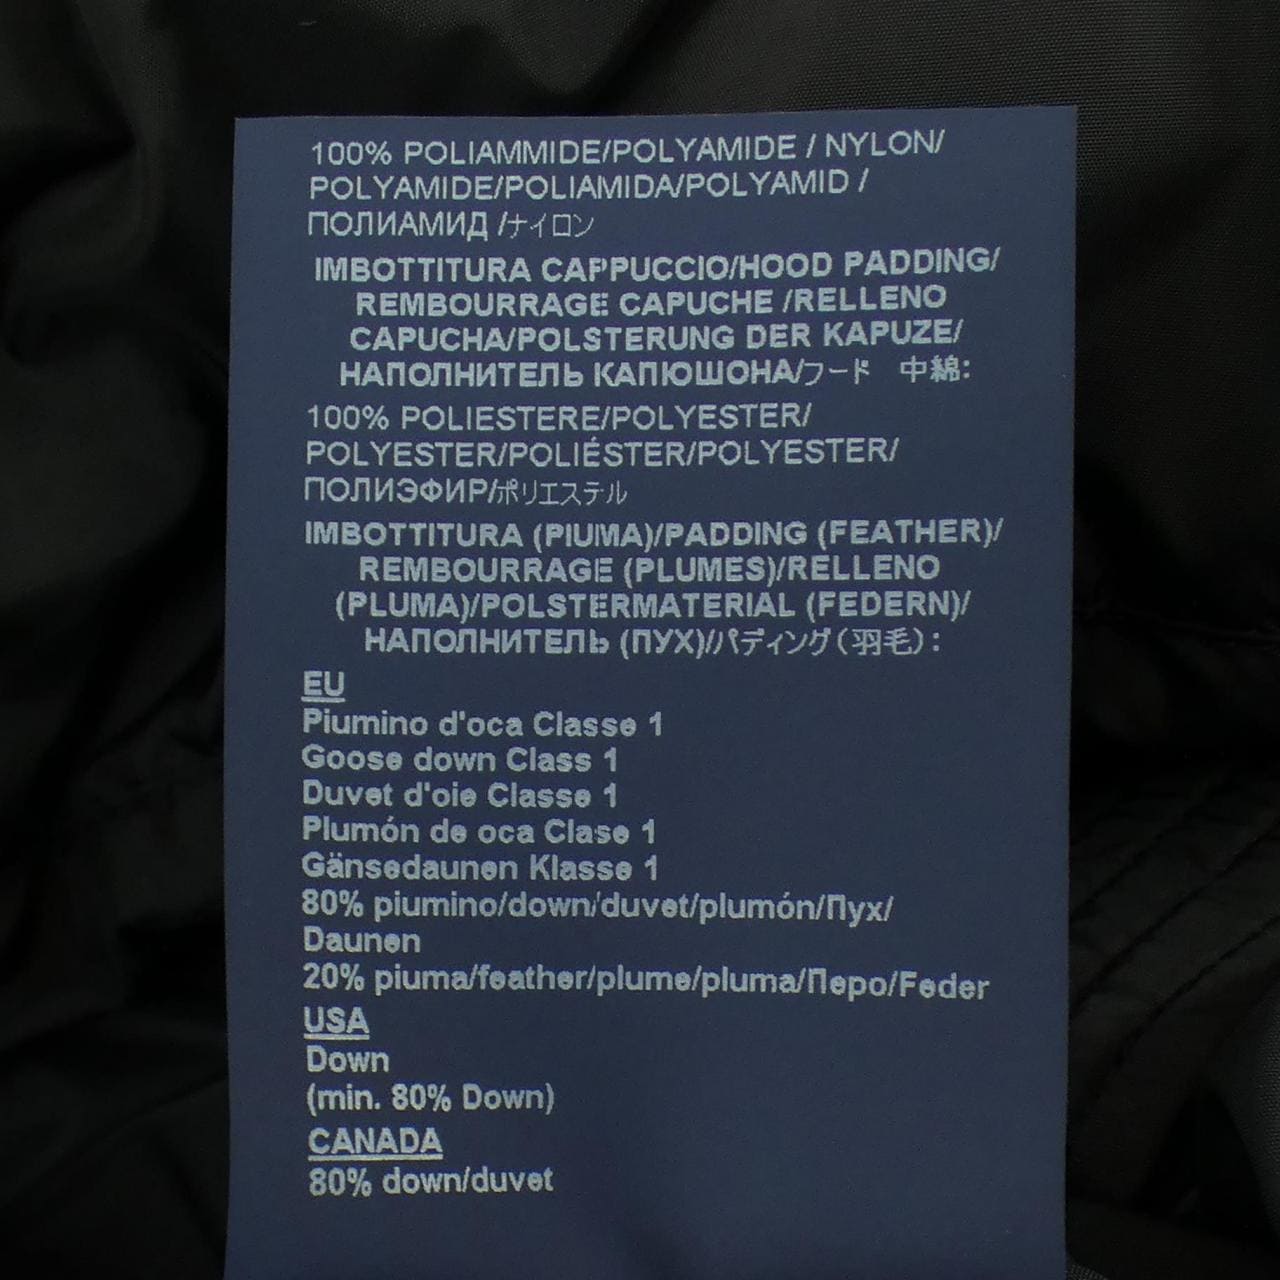 100% POLIAMMIDE/POLYAMIDE / NYLON/
POLYAMIDE/POLIAMIDA/POLYAMID /
ПОЛИАМИД /ナイロン
IMBOTTITURA CAPPUCCIO/HOOD PADDING/
REMBOURRAGE CAPUCHE /RELLENO
CAPUCHA/POLSTERUNG DER KAPUZE/
НАПОЛНИТЕЛЬ КАПЮШОНА/フード 中綿:
100% POLIESTERE/POLYESTER/
POLYESTER/POLIÉSTER/POLYESTER/
ПОЛИЭФИР/ポリエステル
IMBOTTITURA (PIUMA)/PADDING (FEATHER)/
REMBOURRAGE (PLUMES)/RELLENO
(PLUMA)/POLSTERMATERIAL (FEDERN)/
НАПОЛНИТЕЛЬ (ПУХ)/パディング(羽毛):
EU
Piumino d'oca Classe 1
Goose down Class 1
Duvet d'oie Classe 1
Plumón de oca Clase 1
Gänsedaunen Klasse 1
80% piumino/down/duvet/plumón/Пух/
Daunen
20% piuma/feather/plume/pluma/Перо/Feder
USA
Down
(min. 80% Down)
CANADA
80% down/duvet